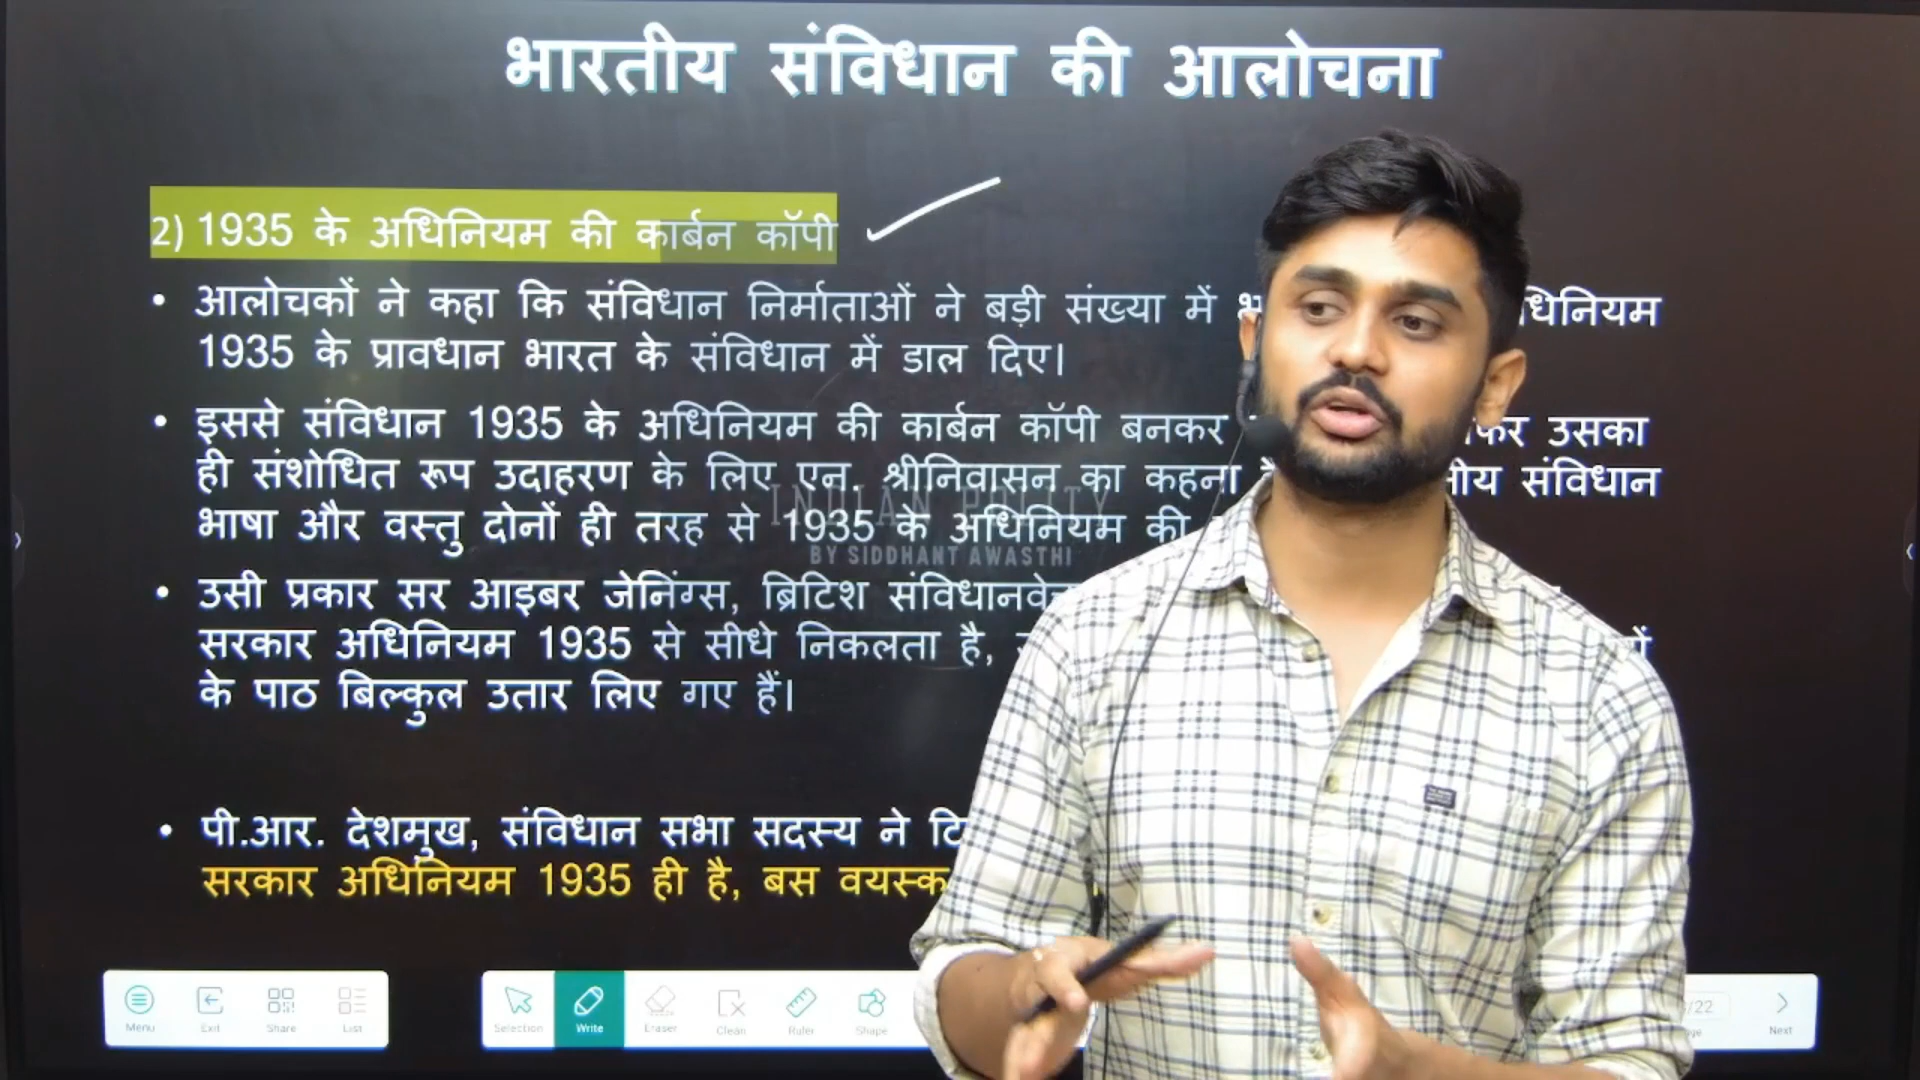 भारतीय संविधान की आलोचना
2) 1935 के अधिनियम की कार्बन कॉपी
• आलोचकों ने कहा कि संविधान निर्माताओं ने बड़ी संख्या में
धिनियम
1935 के प्रावधान भारत के संविधान में डाल दिए।
• इससे संविधान 1935 के अधिनियम की कार्बन कॉपी बनकर
उसका
ही संशोधित रूप उदाहरण के लिए एन. श्रीनिवासन का कहना
संविधान
भाषा और वस्तु दोनों ही तरह से 1935 के अधिनियम की
INDIAN POLITY
BY SIDDHANT AWASTHI
• उसी प्रकार सर आइबर जेनिंग्स, ब्रिटिश
सरकार अधिनियम 1935 से सीधे निकलता है,
के पाठ बिल्कुल उतार लिए गए हैं।
• पी.आर. देशमुख, संविधान सभा सदस्य ने
सरकार अधिनियम 1935 ही है, बस वयस्क
Menu Exit Share List Selection Write Eraser Clean Ruler Shape /22 Next